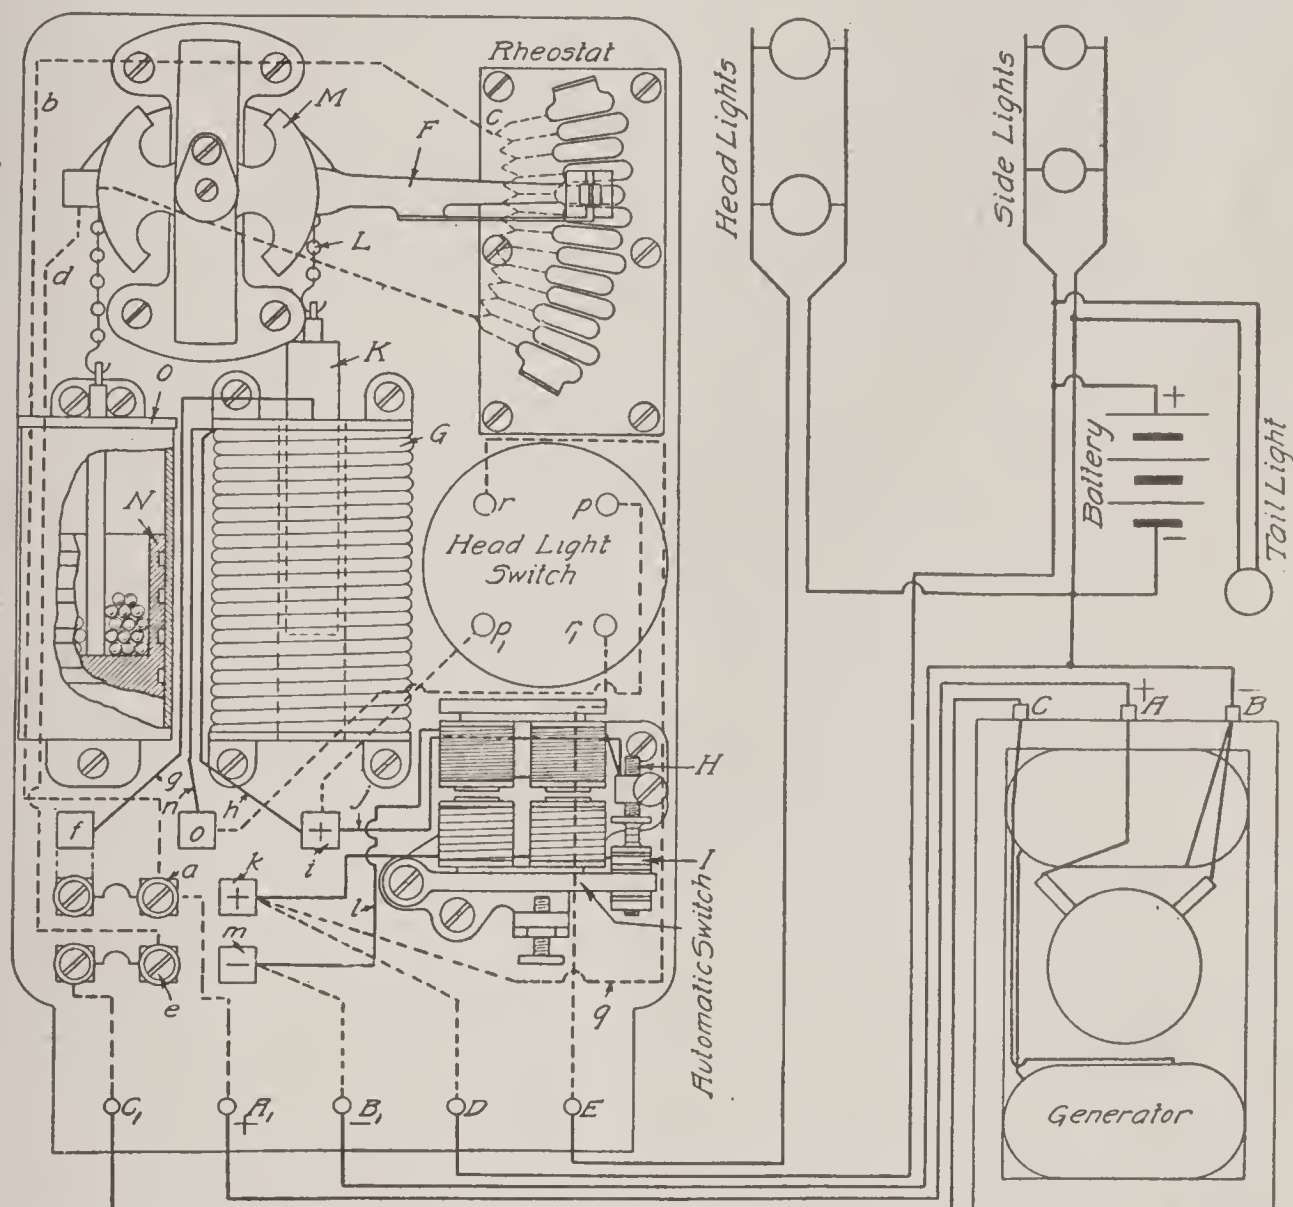 Rheostat
b
M
F
c
L
d
K
O
G
N
r
p
Head Light
Switch
p₁
r₁
g
n
h
i
j
H
I
f
o
+
a
k
+
l
m
−
e
q
Automatic Switch
C₁
A₁
+
B₁
−
D
E
Head Lights
Side Lights
+
Battery
−
Tail Light
C
+
A
−
B
Generator